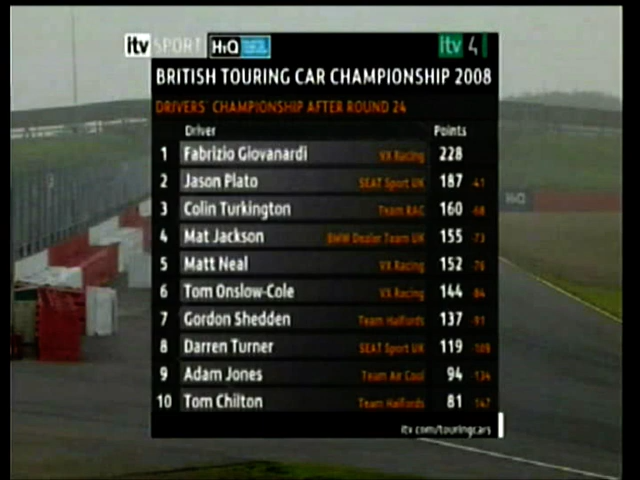 itv SPORT HiQ itv 4
BRITISH TOURING CAR CHAMPIONSHIP 2008
DRIVERS' CHAMPIONSHIP AFTER ROUND 24
Driver Points
1 Fabrizio Giovanardi VX Racing 228
2 Jason Plato SEAT Sport UK 187 -41
3 Colin Turkington Team RAC 160 -68
4 Mat Jackson BMW Dealer Team UK 155 -73
5 Matt Neal VX Racing 152 -76
6 Tom Onslow-Cole VX Racing 144 -84
7 Gordon Shedden Team Halfords 137 -91
8 Darren Turner SEAT Sport UK 119 -109
9 Adam Jones Team Air Cool 94 -134
10 Tom Chilton Team Halfords 81 -147
itv.com/touringcars
HiQ